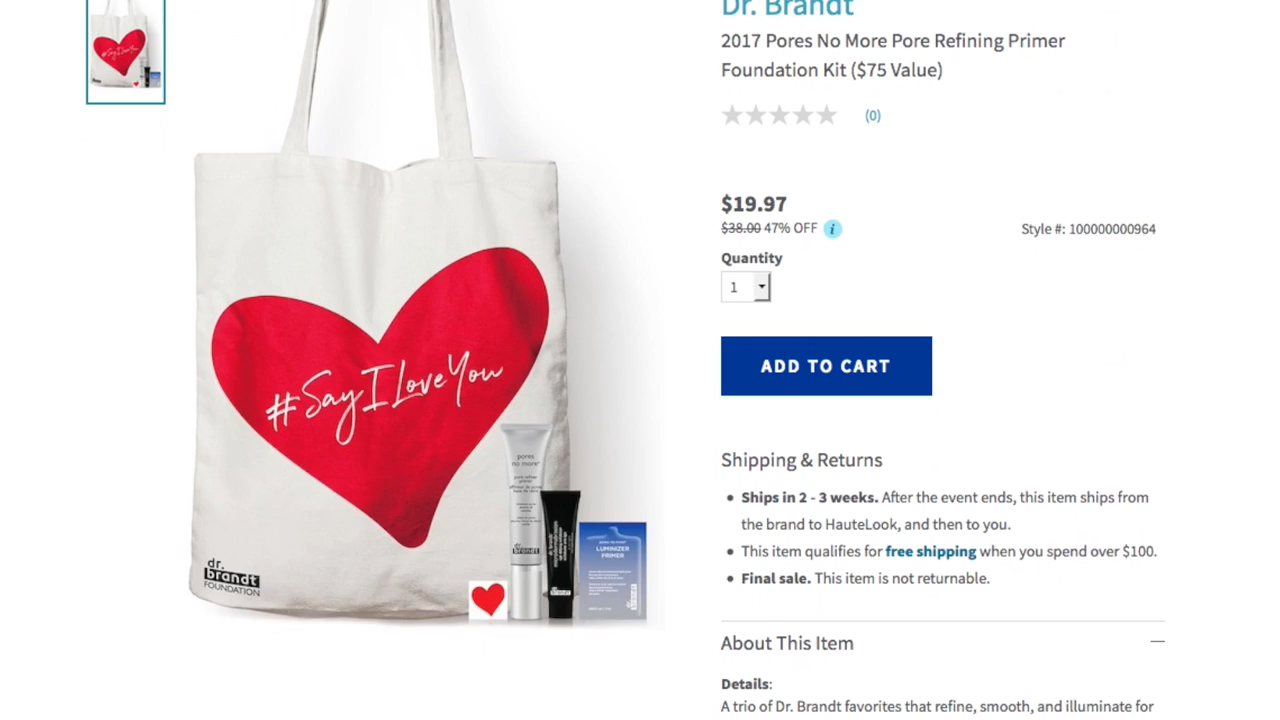 Dr. Brandt
2017 Pores No More Pore Refining Primer
Foundation Kit ($75 Value)
(0)
$19.97
$38.00 47% OFF i
Style #: 100000000964
Quantity
1
ADD TO CART
Shipping & Returns
Ships in 2 - 3 weeks. After the event ends, this item ships from
the brand to HauteLook, and then to you.
This item qualifies for free shipping when you spend over $100.
Final sale. This item is not returnable.
About This Item
Details:
A trio of Dr. Brandt favorites that refine, smooth, and illuminate for
#SayILoveYou
dr.
brandt
FOUNDATION
pores
no more
pore refiner
primer
dr.
brandt
LUMINIZER
PRIMER
#SayILoveYou